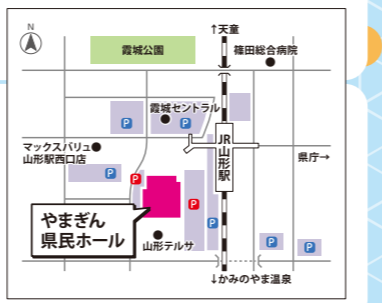 N
↑天童
霞城公園
篠田総合病院
霞城セントラル
P
P
マックスバリュ
山形駅西口店
JR山形駅
県庁→
P
P
P
P
やまぎん
県民ホール
山形テルサ
P
P
↓かみのやま温泉